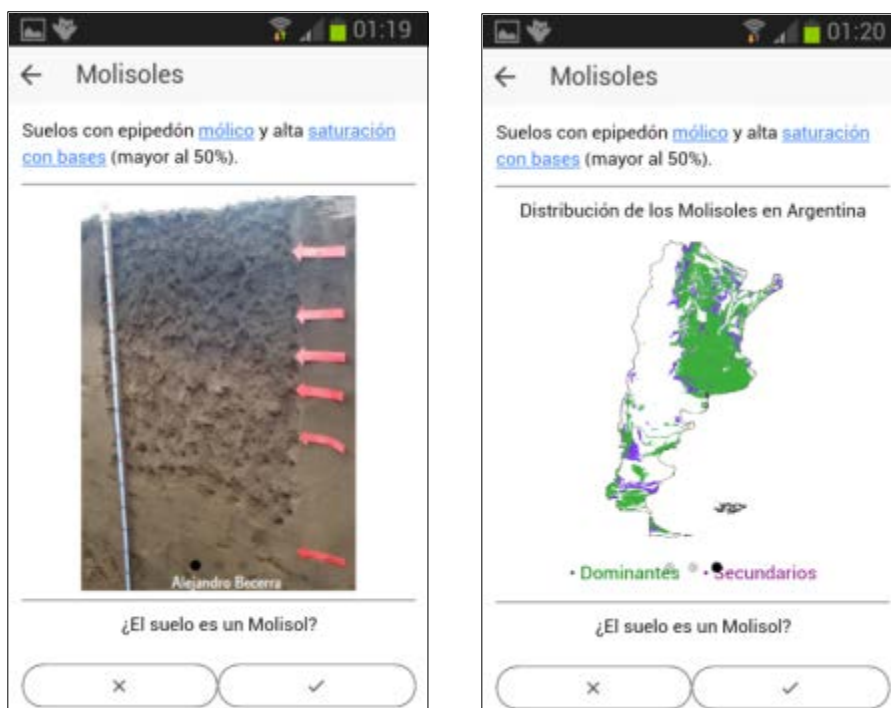 01:19
Molisoles
Suelos con epipedón mólico y alta saturación
con bases (mayor al 50%).
Alejandro Becerra
¿El suelo es un Molisol?
01:20
Molisoles
Suelos con epipedón mólico y alta saturación
con bases (mayor al 50%).
Distribución de los Molisoles en Argentina
• Dominantes • Secundarios
¿El suelo es un Molisol?